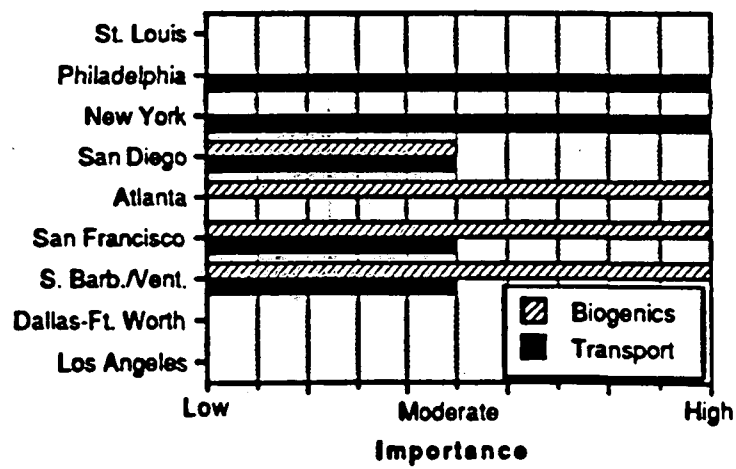 St. Louis
Philadelphia
New York
San Diego
Atlanta
San Francisco
S. Barb./Vent.
Dallas-Ft. Worth
Los Angeles
Biogenics
Transport
Low
Moderate
High
Importance